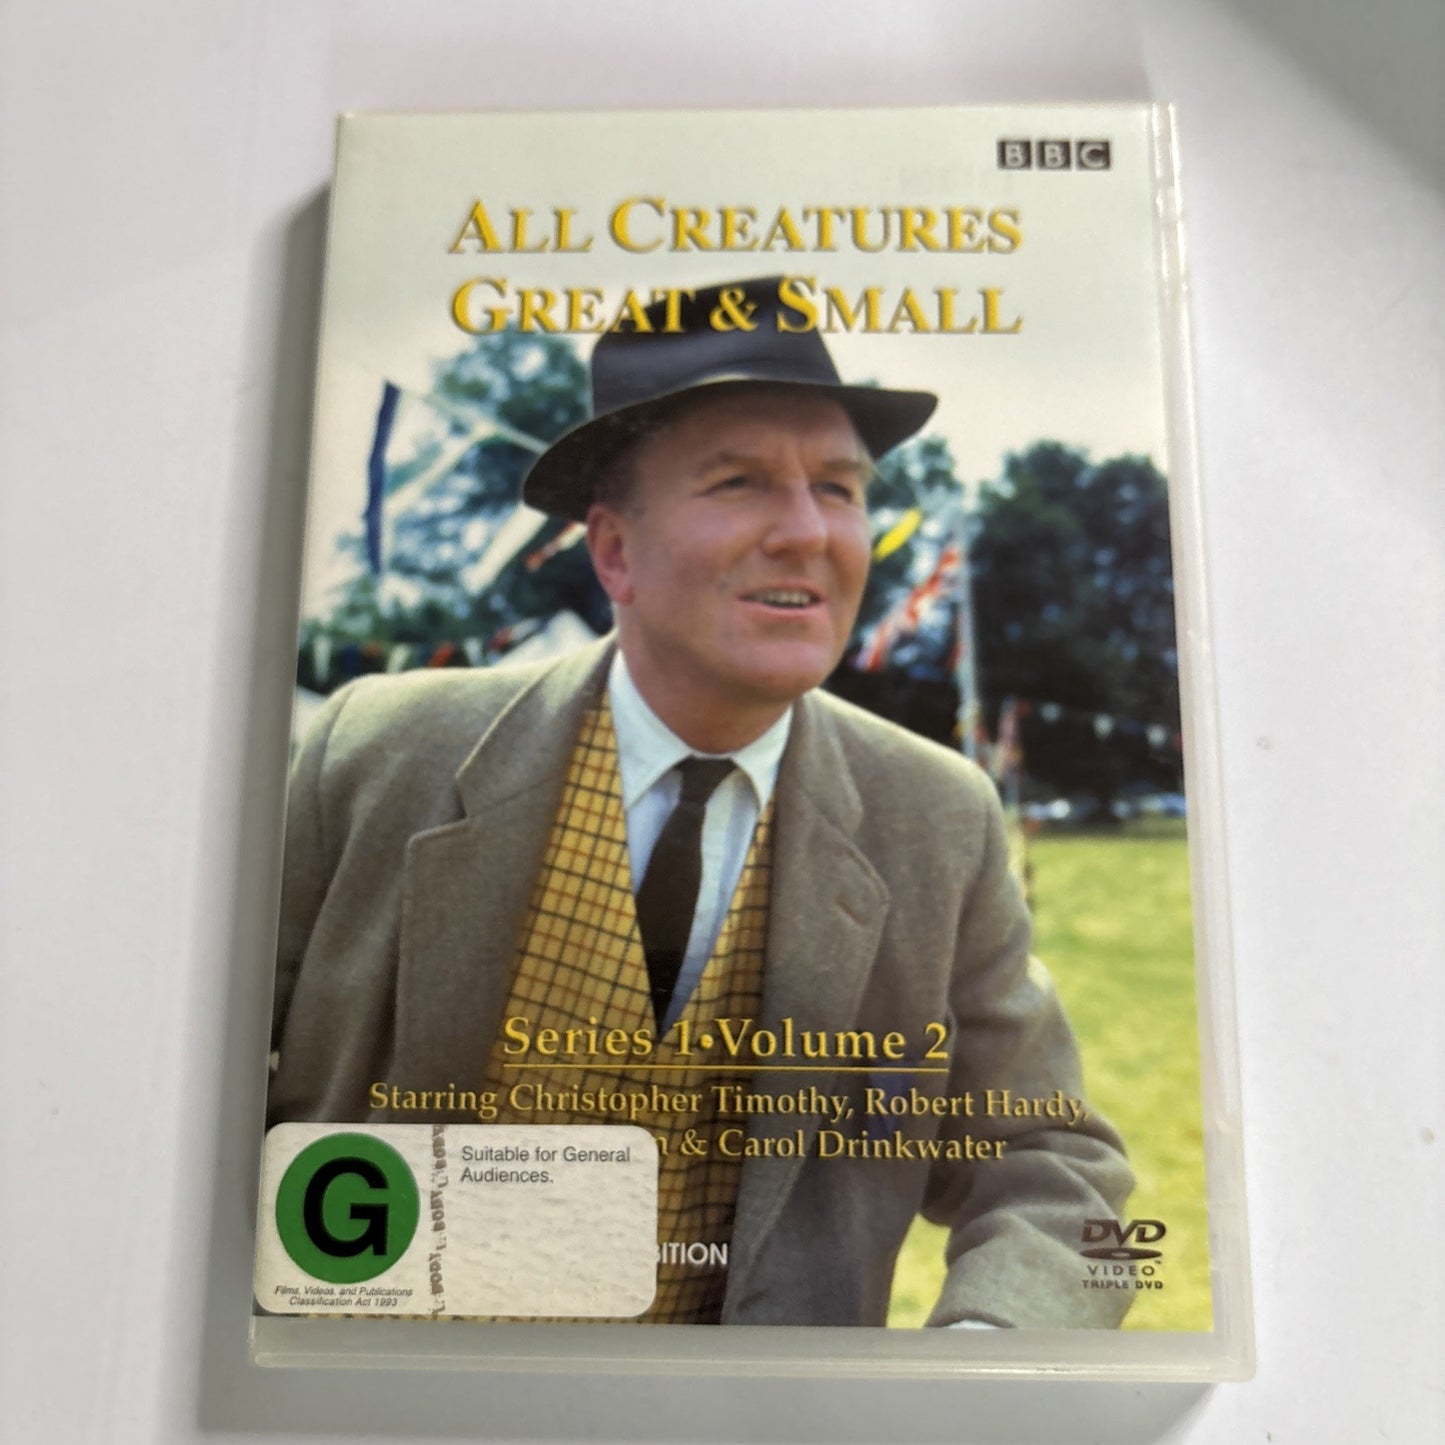 BBC
ALL CREATURES
GREAT & SMALL
Series 1•Volume 2
Starring Christopher Timothy, Robert Hardy,
& Carol Drinkwater
G
Suitable for General
Audiences.
Films, Videos, and Publications
Classification Act 1993
DVD
VIDEO™
TRIPLE DVD